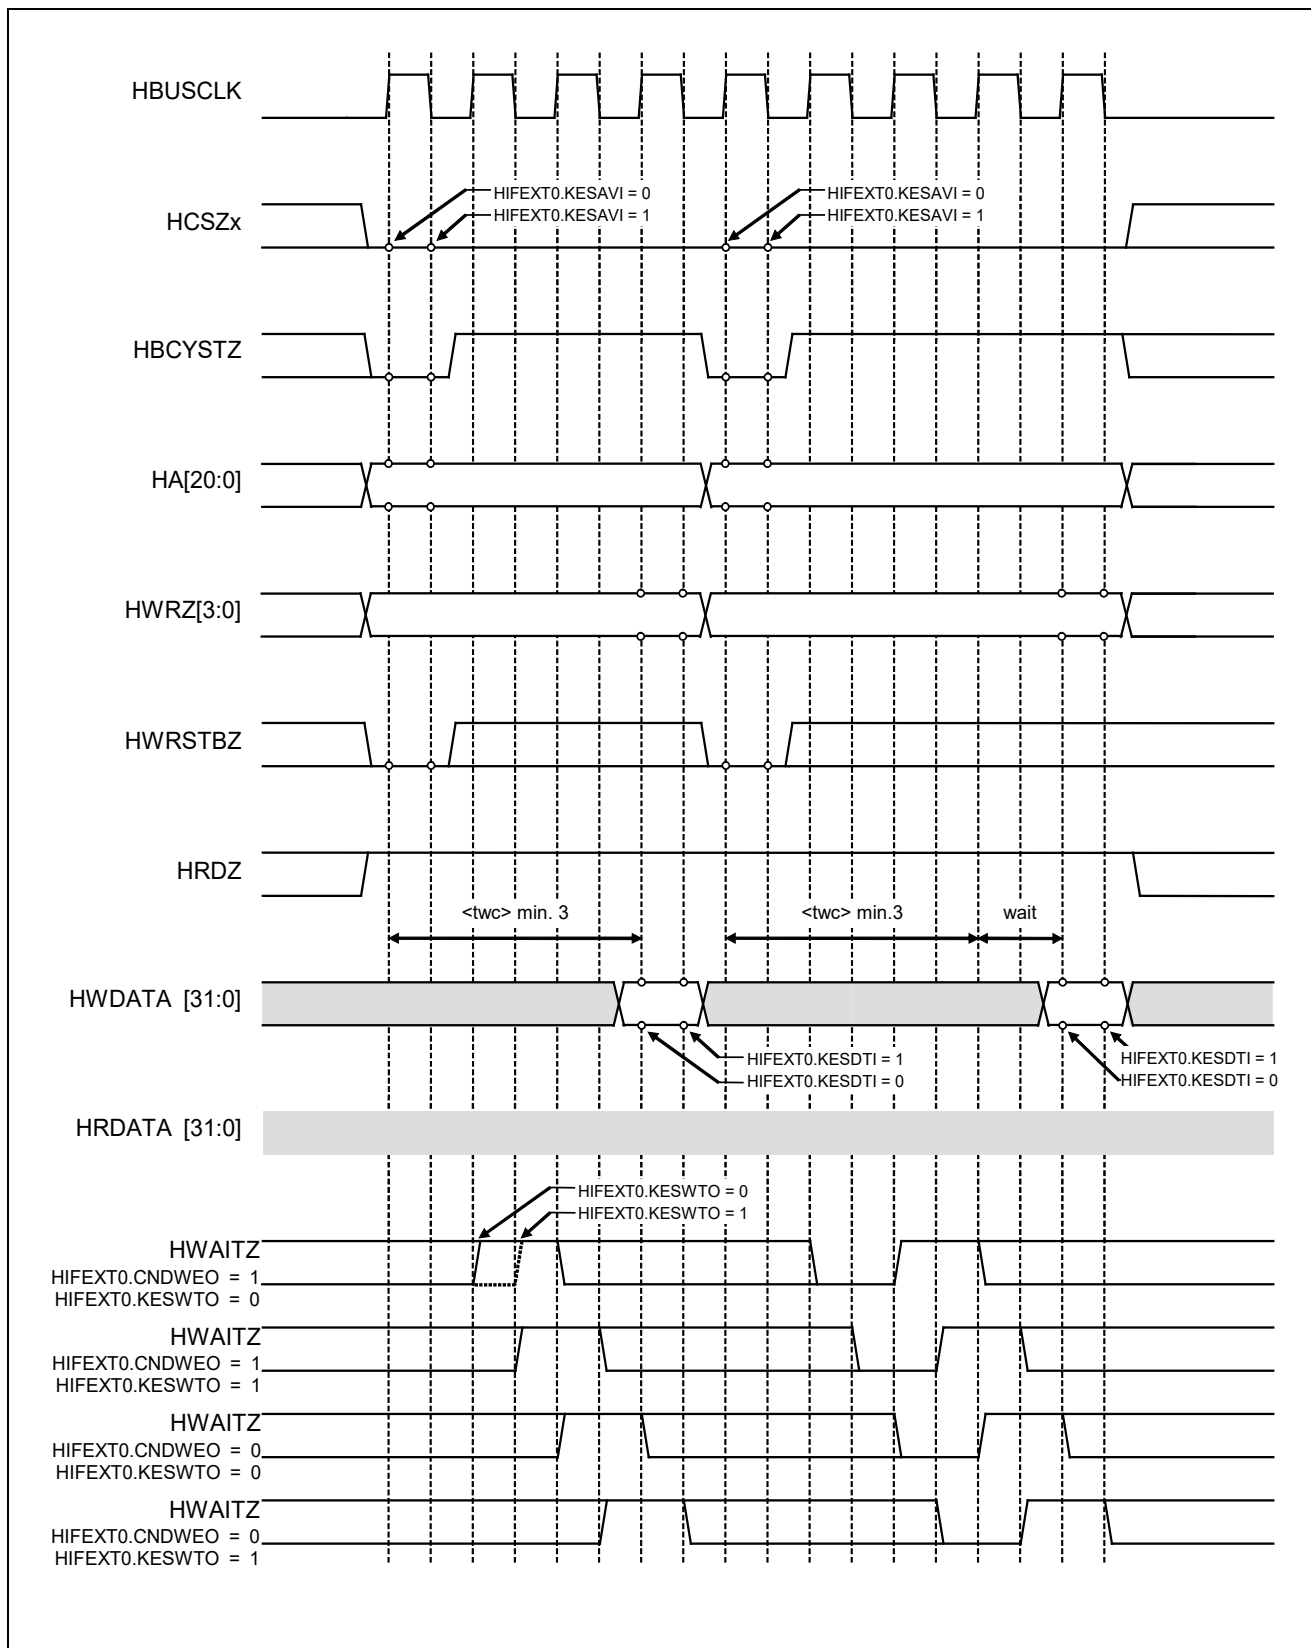 HBUSCLK
HCSZx
HIFEXT0.KESAVI = 0
HIFEXT0.KESAVI = 1
HIFEXT0.KESAVI = 0
HIFEXT0.KESAVI = 1
HBCYSTZ
HA[20:0]
HWRZ[3:0]
HWRSTBZ
HRDZ
<twc> min. 3
<twc> min.3
wait
HWDATA [31:0]
HIFEXT0.KESDTI = 1
HIFEXT0.KESDTI = 0
HIFEXT0.KESDTI = 1
HIFEXT0.KESDTI = 0
HRDATA [31:0]
HIFEXT0.KESWTO = 0
HIFEXT0.KESWTO = 1
HWAITZ
HIFEXT0.CNDWEO = 1
HIFEXT0.KESWTO = 0
HWAITZ
HIFEXT0.CNDWEO = 1
HIFEXT0.KESWTO = 1
HWAITZ
HIFEXT0.CNDWEO = 0
HIFEXT0.KESWTO = 0
HWAITZ
HIFEXT0.CNDWEO = 0
HIFEXT0.KESWTO = 1